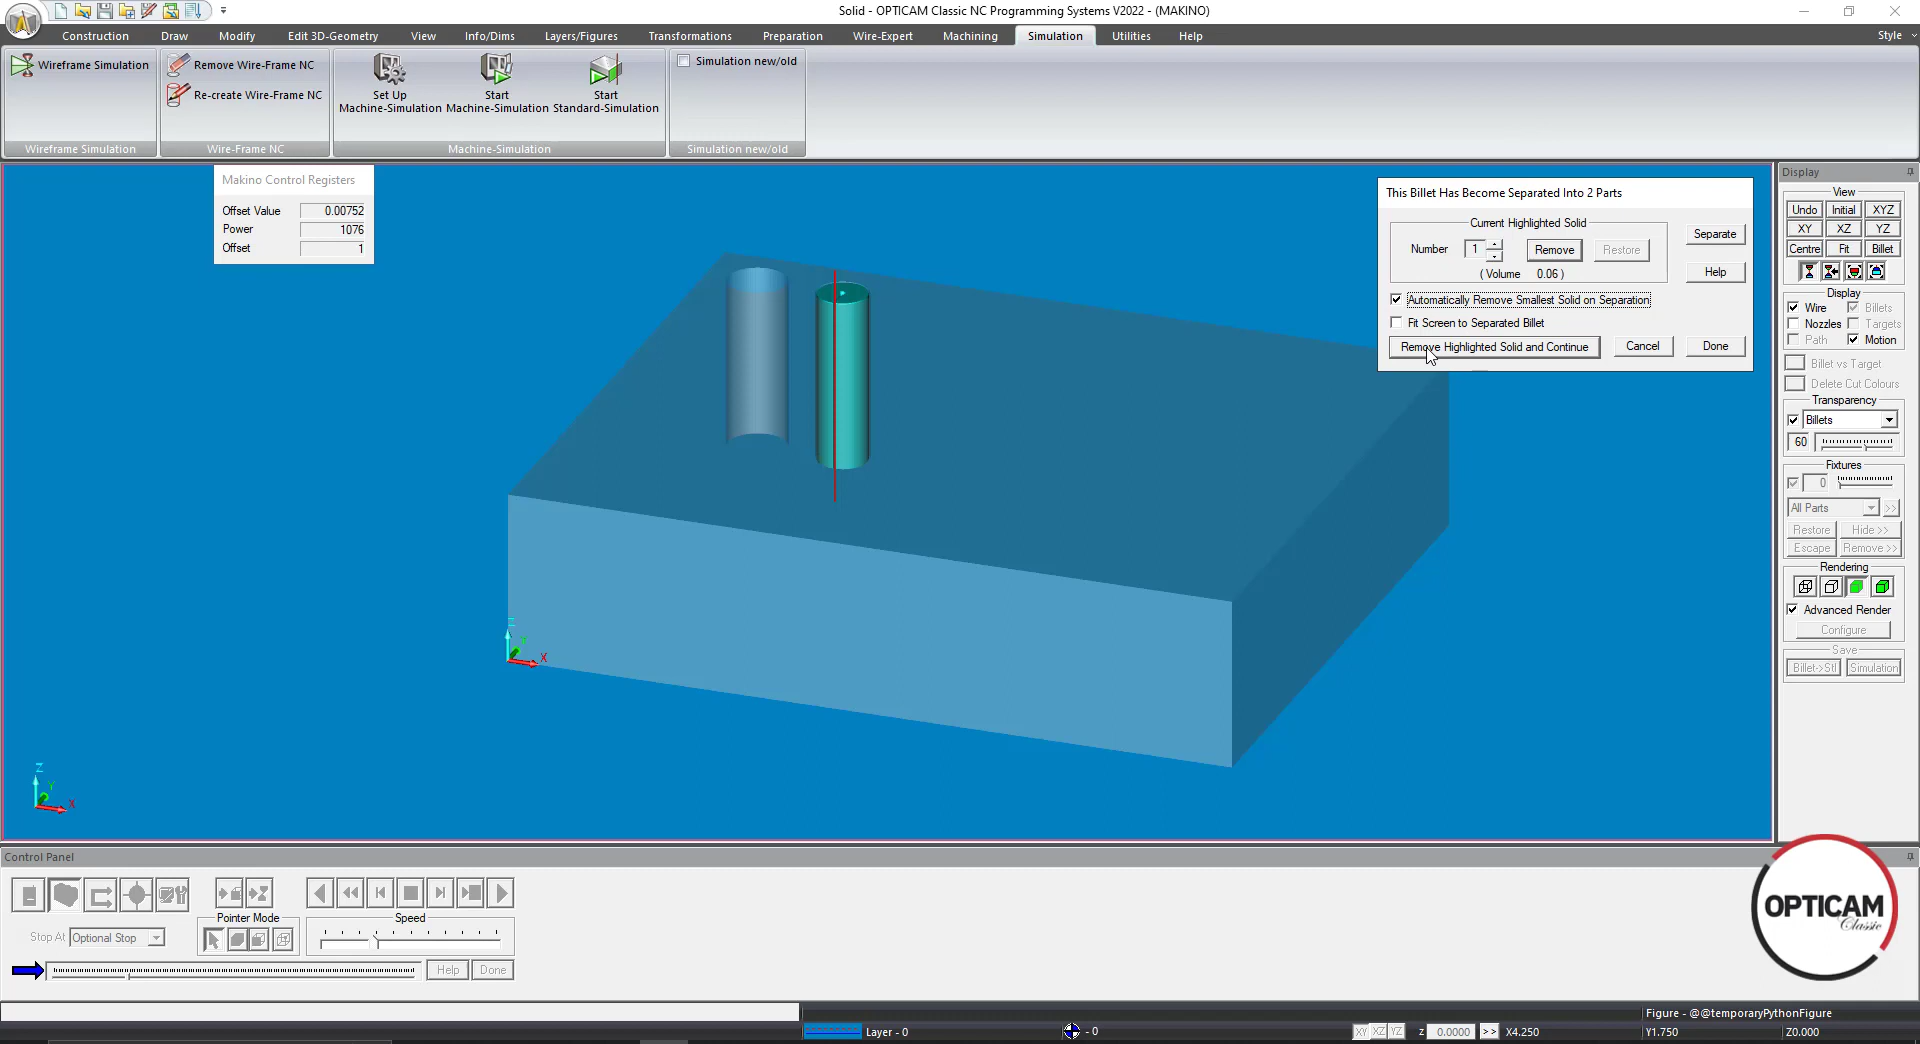 Solid - OPTICAM Classic NC Programming Systems V2022 - (MAKINO)
Construction Draw Modify Edit 3D-Geometry View Info/Dims Layers/Figures Transformations Preparation Wire-Expert Machining Simulation Utilities Help Style
Wireframe Simulation
Remove Wire-Frame NC
Re-create Wire-Frame NC
Set Up Machine-Simulation
Start Machine-Simulation
Start Standard-Simulation
Simulation new/old
Wireframe Simulation Wire-Frame NC Machine-Simulation Simulation new/old
Makino Control Registers
Offset Value 0.00752
Power 1076
Offset 1
This Billet Has Become Separated Into 2 Parts
Current Highlighted Solid
Number 1 Remove Restore
( Volume 0.06 )
Separate
Help
Automatically Remove Smallest Solid on Separation
Fit Screen to Separated Billet
Remove Highlighted Solid and Continue Cancel Done
Display
View
Undo Initial XYZ
XY XZ YZ
Centre Fit Billet
Display
Wire Billets
Nozzles Targets
Path Motion
Billet vs Target
Delete Cut Colours
Transparency
Billets
60
Fixtures
0
All Parts >>
Restore Hide >>
Escape Remove >>
Rendering
Advanced Render
Configure
Save
Billet->Stl Simulation
Z
Y
X
Z
Y
X
Control Panel
Pointer Mode Speed
Stop At Optional Stop
Help Done
OPTICAM
Classic
Figure - @@temporaryPythonFigure
Layer - 0 - 0 XY XZ YZ z 0.0000 >> X4.250 Y1.750 Z0.000